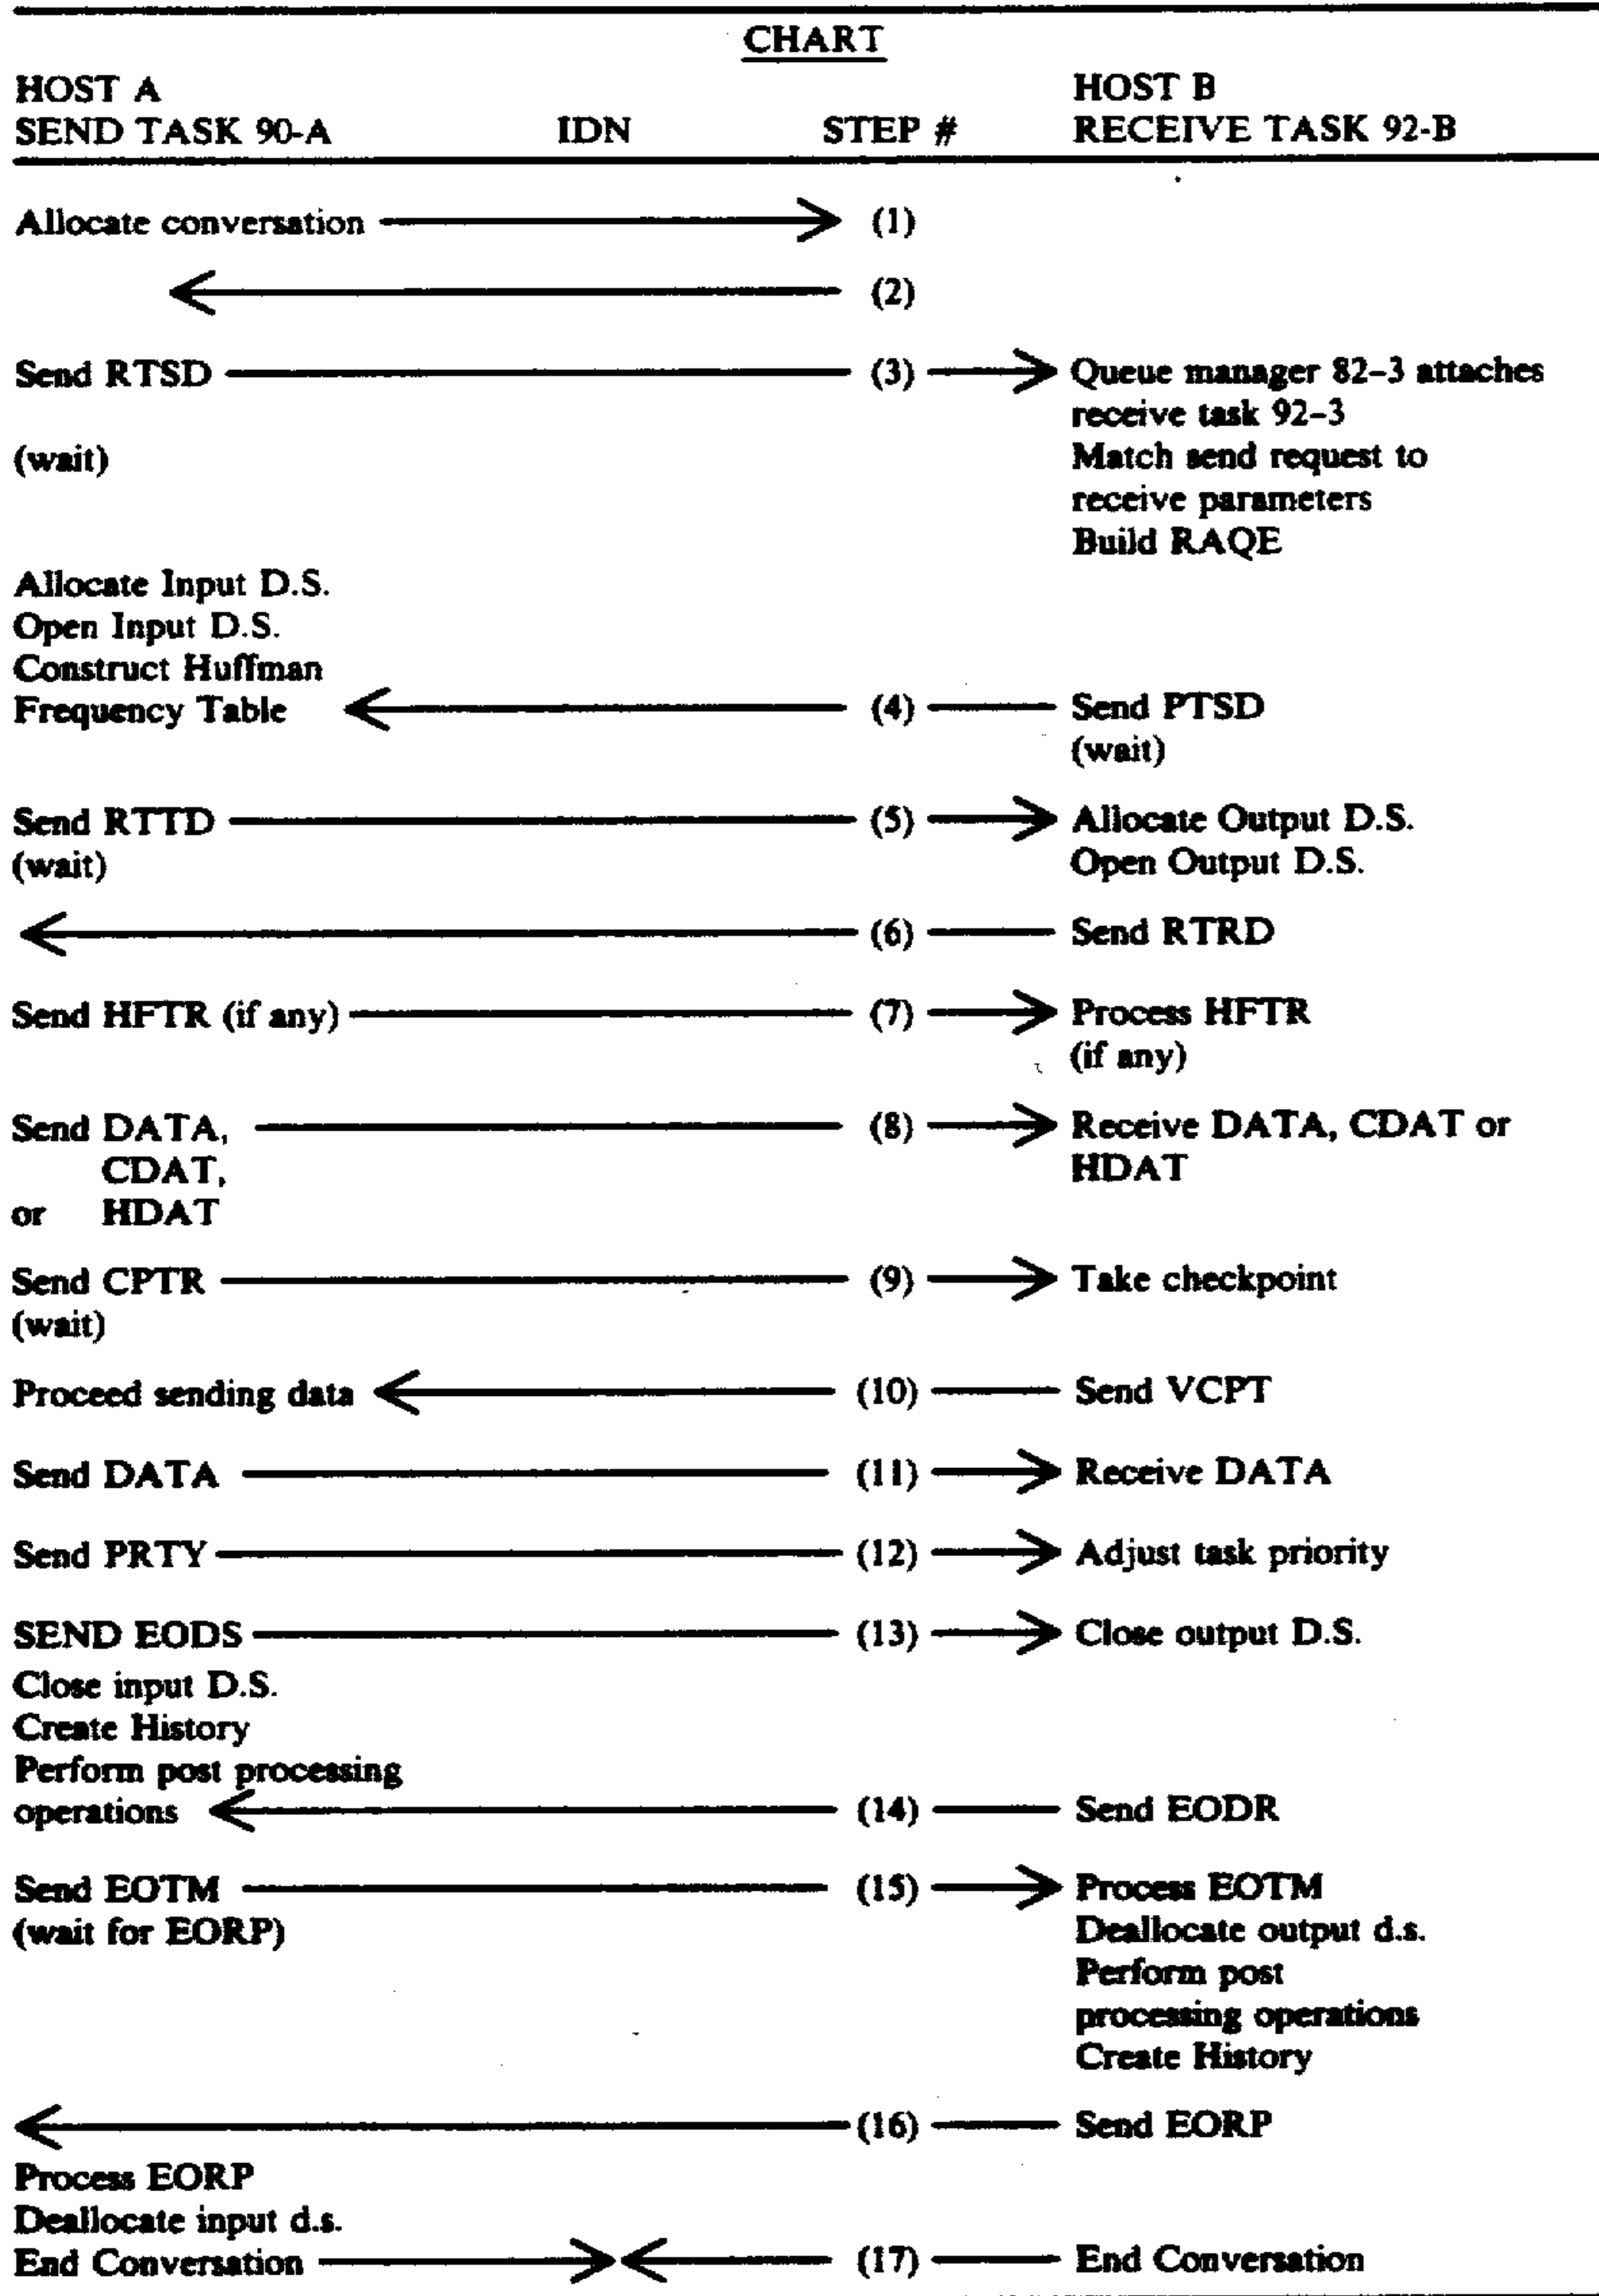 CHART
HOST A HOST B
SEND TASK 90-A IDN STEP # RECEIVE TASK 92-B
Allocate conversation (1)
(2)
Send RTSD (3) Queue manager 82-3 attaches
receive task 92-3
(wait) Match send request to
receive parameters
Build RAQE
Allocate Input D.S.
Open Input D.S.
Construct Huffman
Frequency Table (4) Send PTSD
(wait)
Send RTTD (5) Allocate Output D.S.
(wait) Open Output D.S.
(6) Send RTRD
Send HFTR (if any) (7) Process HFTR
(if any)
Send DATA, (8) Receive DATA, CDAT or
CDAT, HDAT
or HDAT
Send CPTR (9) Take checkpoint
(wait)
Proceed sending data (10) Send VCPT
Send DATA (11) Receive DATA
Send PRTY (12) Adjust task priority
SEND EODS (13) Close output D.S.
Close input D.S.
Create History
Perform post processing
operations (14) Send EODR
Send EOTM (15) Process EOTM
(wait for EORP) Deallocate output d.s.
Perform post
processing operations
Create History
(16) Send EORP
Process EORP
Deallocate input d.s.
End Conversation (17) End Conversation